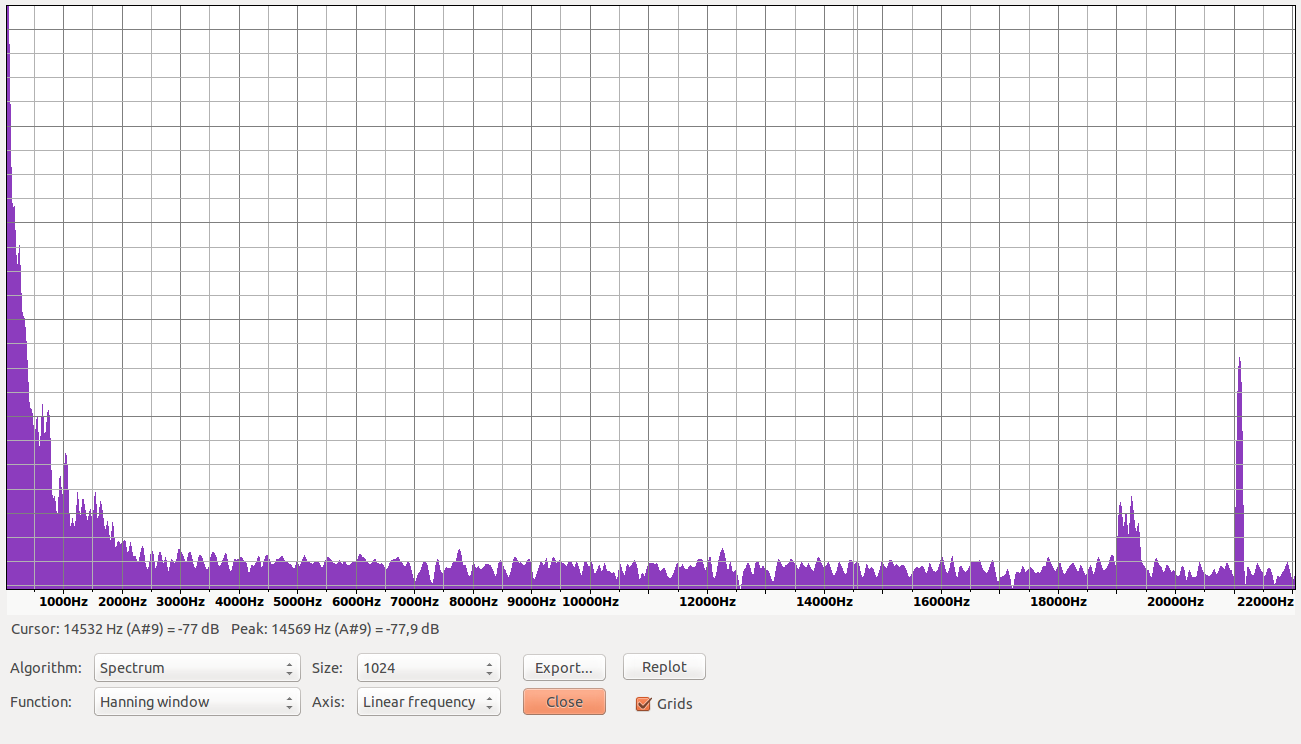 1000Hz 2000Hz 3000Hz 4000Hz 5000Hz 6000Hz 7000Hz 8000Hz 9000Hz 10000Hz 12000Hz 14000Hz 16000Hz 18000Hz 20000Hz 22000Hz
Cursor: 14532 Hz (A#9) = -77 dB Peak: 14569 Hz (A#9) = -77,9 dB
Algorithm: Spectrum Size: 1024 Export... Replot
Function: Hanning window Axis: Linear frequency Close Grids